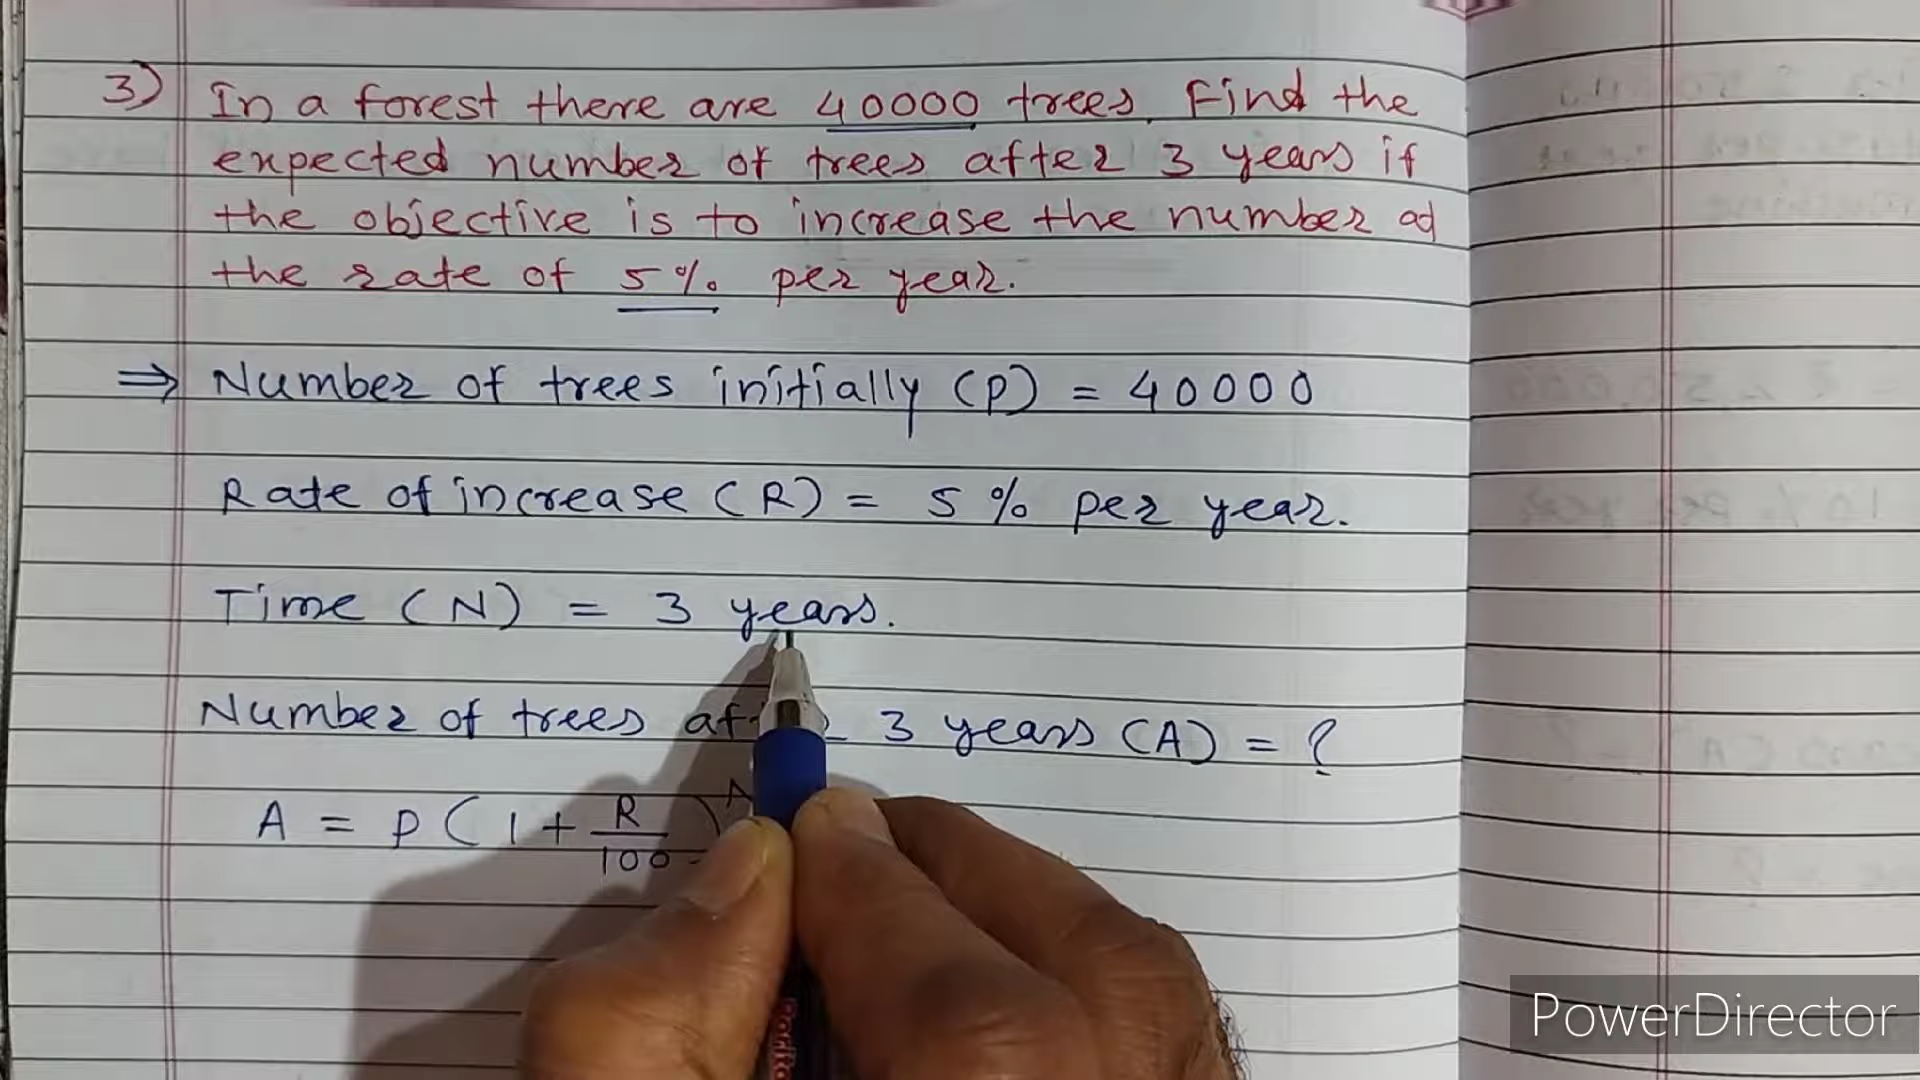 3) In a forest there are 40000 trees. Find the
expected number of trees after 3 years if
the objective is to increase the number at
the rate of 5% per year.
⇒ Number of trees initially (P) = 40000
Rate of increase (R) = 5% per year.
Time (N) = 3 years.
Number of trees 3 years (A) = ?
A = P(1+R/100)
PowerDirector